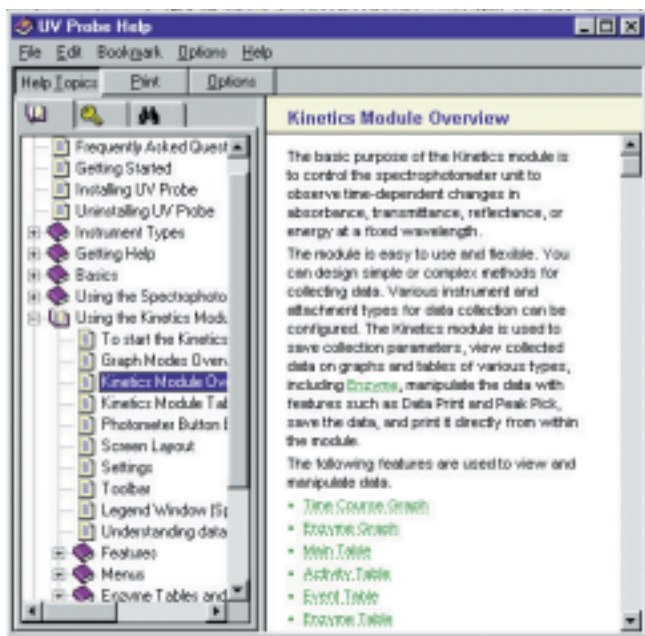 UV Probe Help
File Edit Bookmark Options Help
Help Topics Print Options
Frequently Asked Quest
Getting Started
Installing UV Probe
Uninstalling UV Probe
Instrument Types
Getting Help
Basics
Using the Spectrophoto
Using the Kinetics Modu
To start the Kinetics
Graph Modes Over
Kinetics Module Ove
Kinetics Module Tab
Photometer Button
Screen Layout
Settings
Toolbar
Legend Window (Sp
Understanding data
Features
Menus
Enzyme Tables and
Kinetics Module Overview
The basic purpose of the Kinetics module is
to control the spectrophotometer unit to
observe time-dependent changes in
absorbance, transmittance, reflectance, or
energy at a fixed wavelength.
The module is easy to use and flexible. You
can design simple or complex methods for
collecting data. Various instrument and
attachment types for data collection can be
configured. The Kinetics module is used to
save collection parameters, view collected
data on graphs and tables of various types,
including Enzyme, manipulate the data with
features such as Data Print and Peak Pick,
save the data, and print it directly from within
the module.
The following features are used to view and
manipulate data.
• Time Course Graph
• Enzyme Graph
• Main Table
• Activity Table
• Event Table
• Enzyme Table